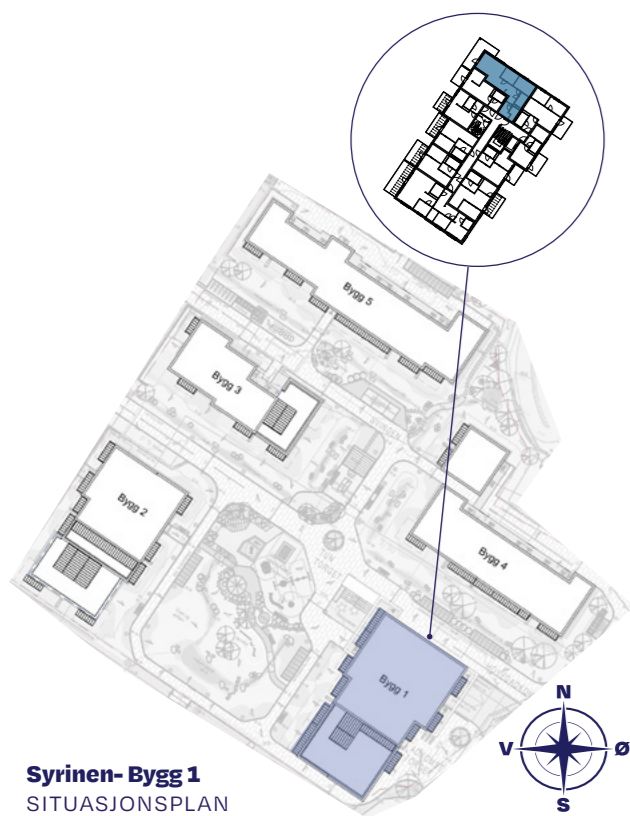 Bygg 5
Bygg 3
Bygg 2
Bygg 4
Bygg 1
N
V
Ø
S
Syrinen- Bygg 1
SITUASJONSPLAN